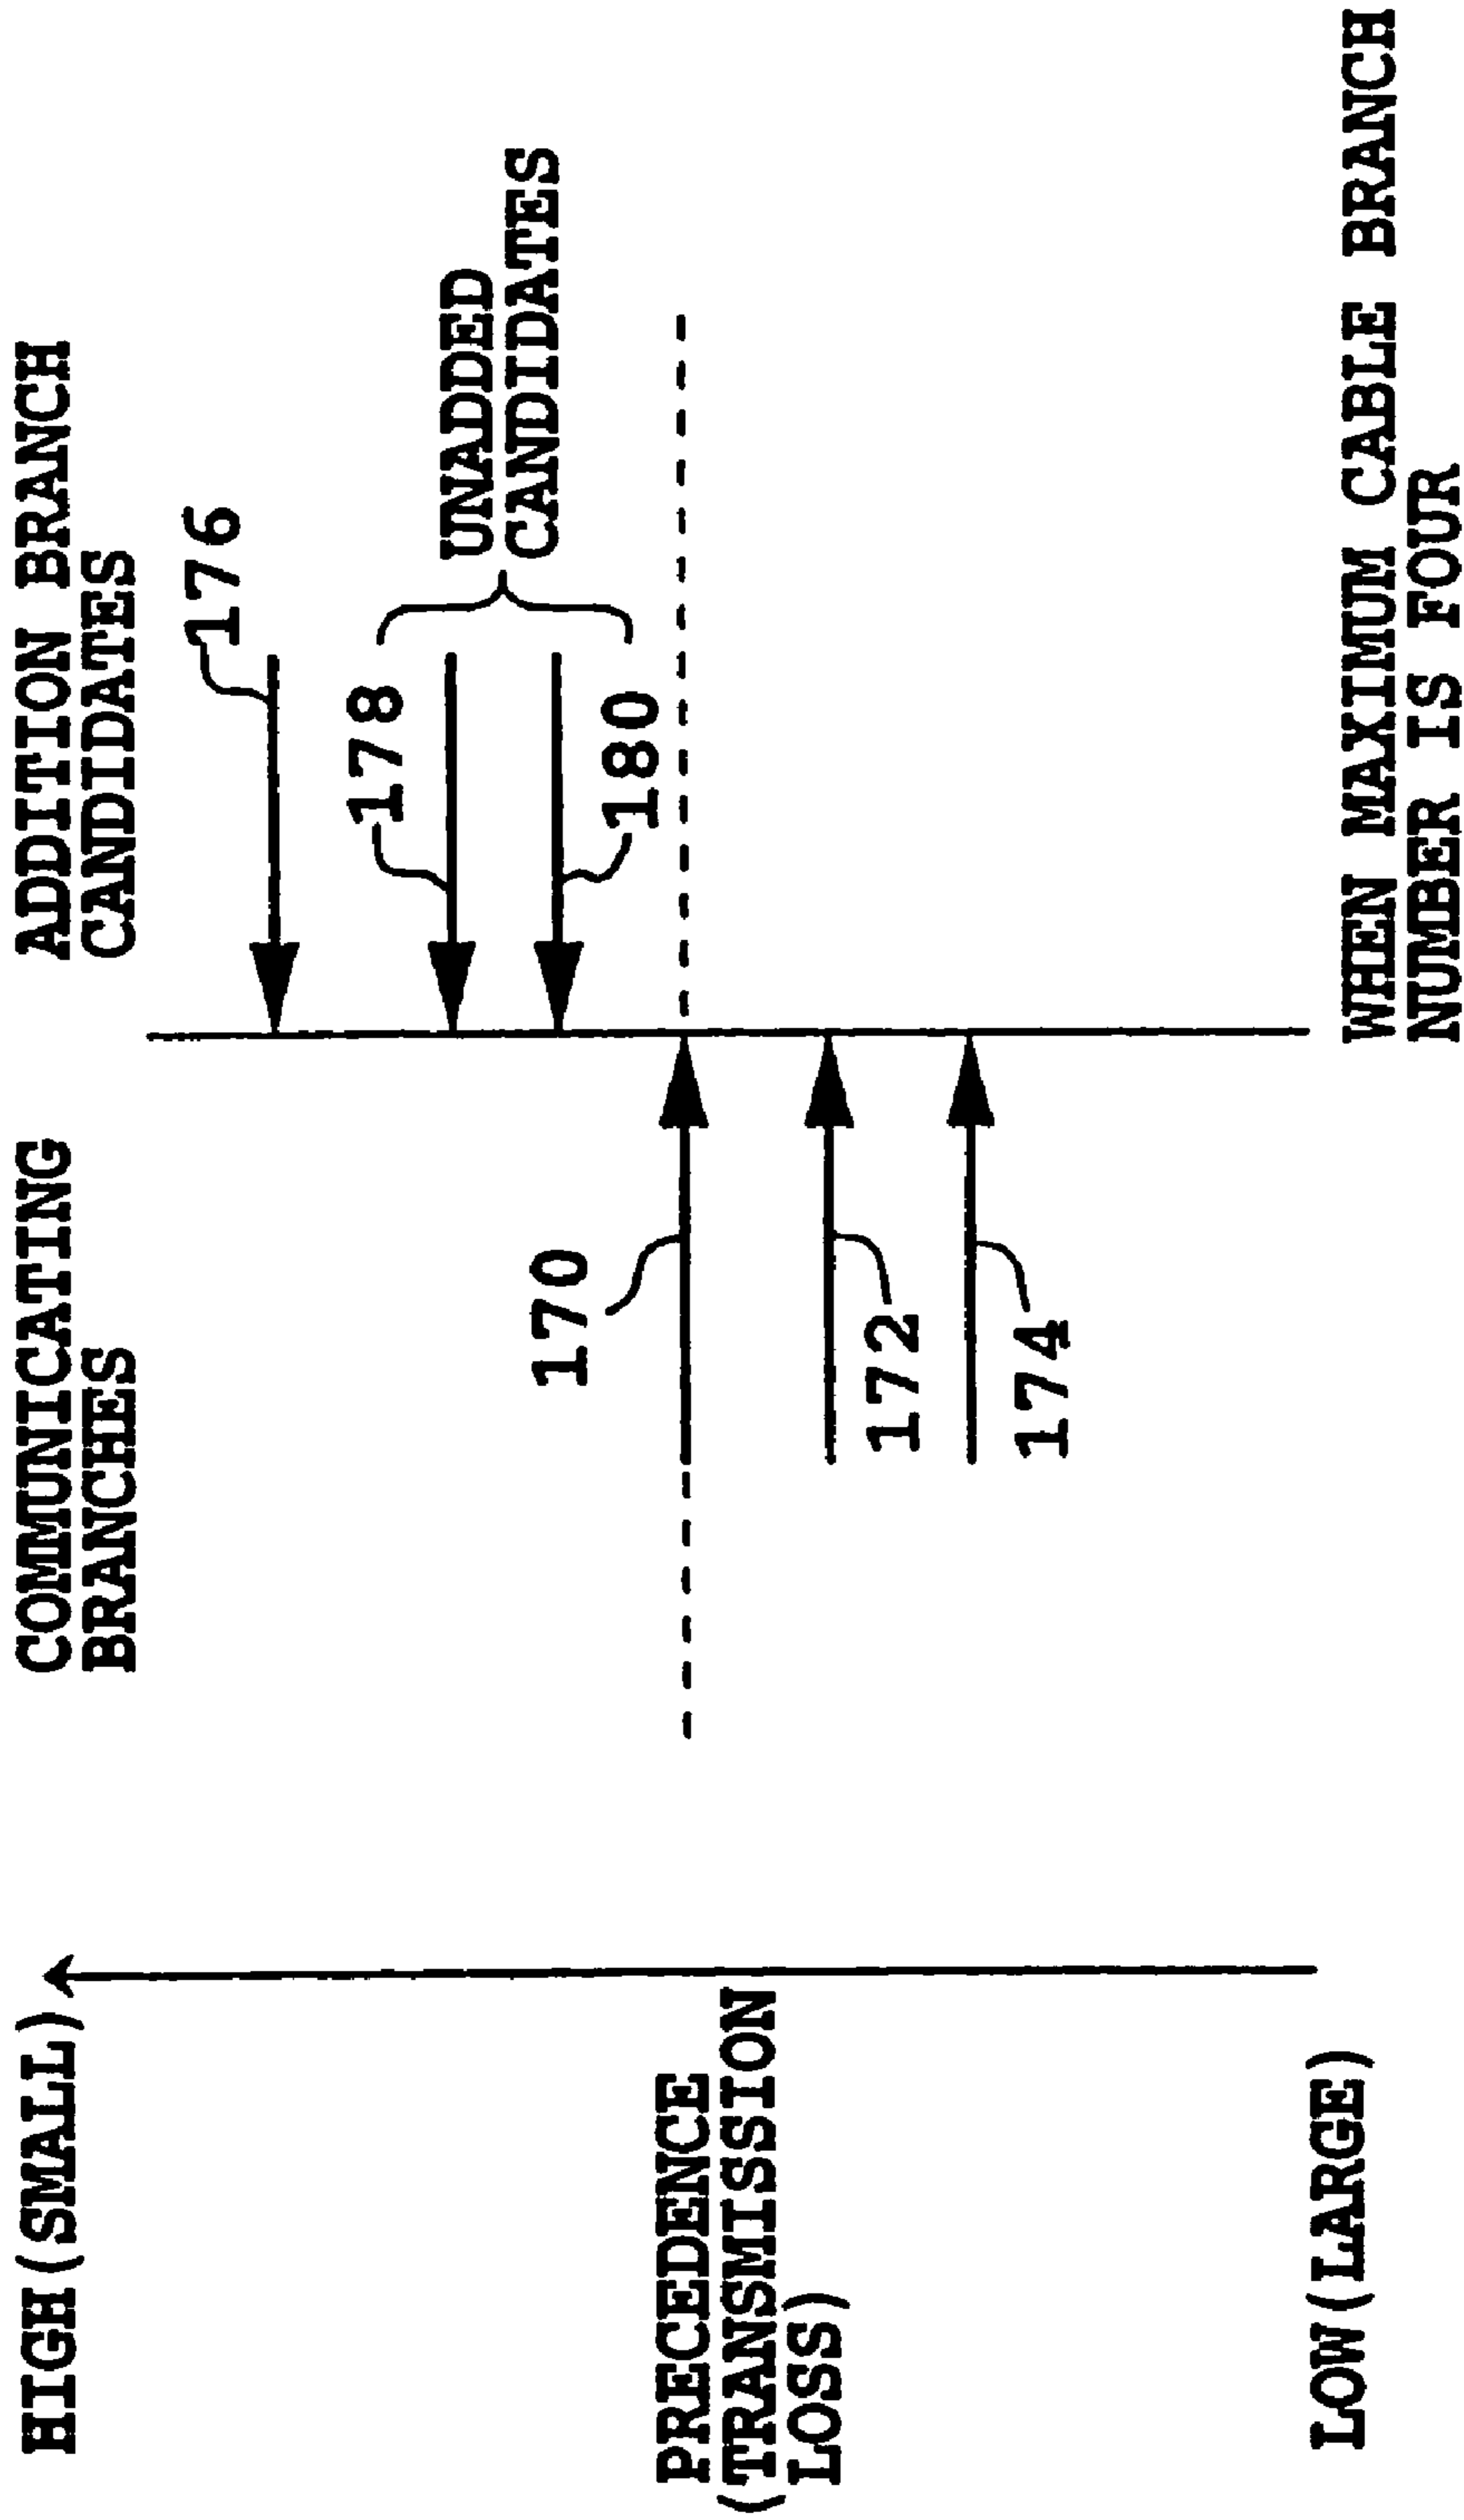 HIGH(SMALL)
COMMUNICATING
BRANCHES
ADDITION BRANCH
CANDIDATES
176
178
UNADDED
CANDIDATES
170
180
PRECEDENCE
(TRANSMISSION
LOSS)
172
174
LOW(LARGE)
WHEN MAXIMUM CABLE BRANCH
NUMBER IS FOUR